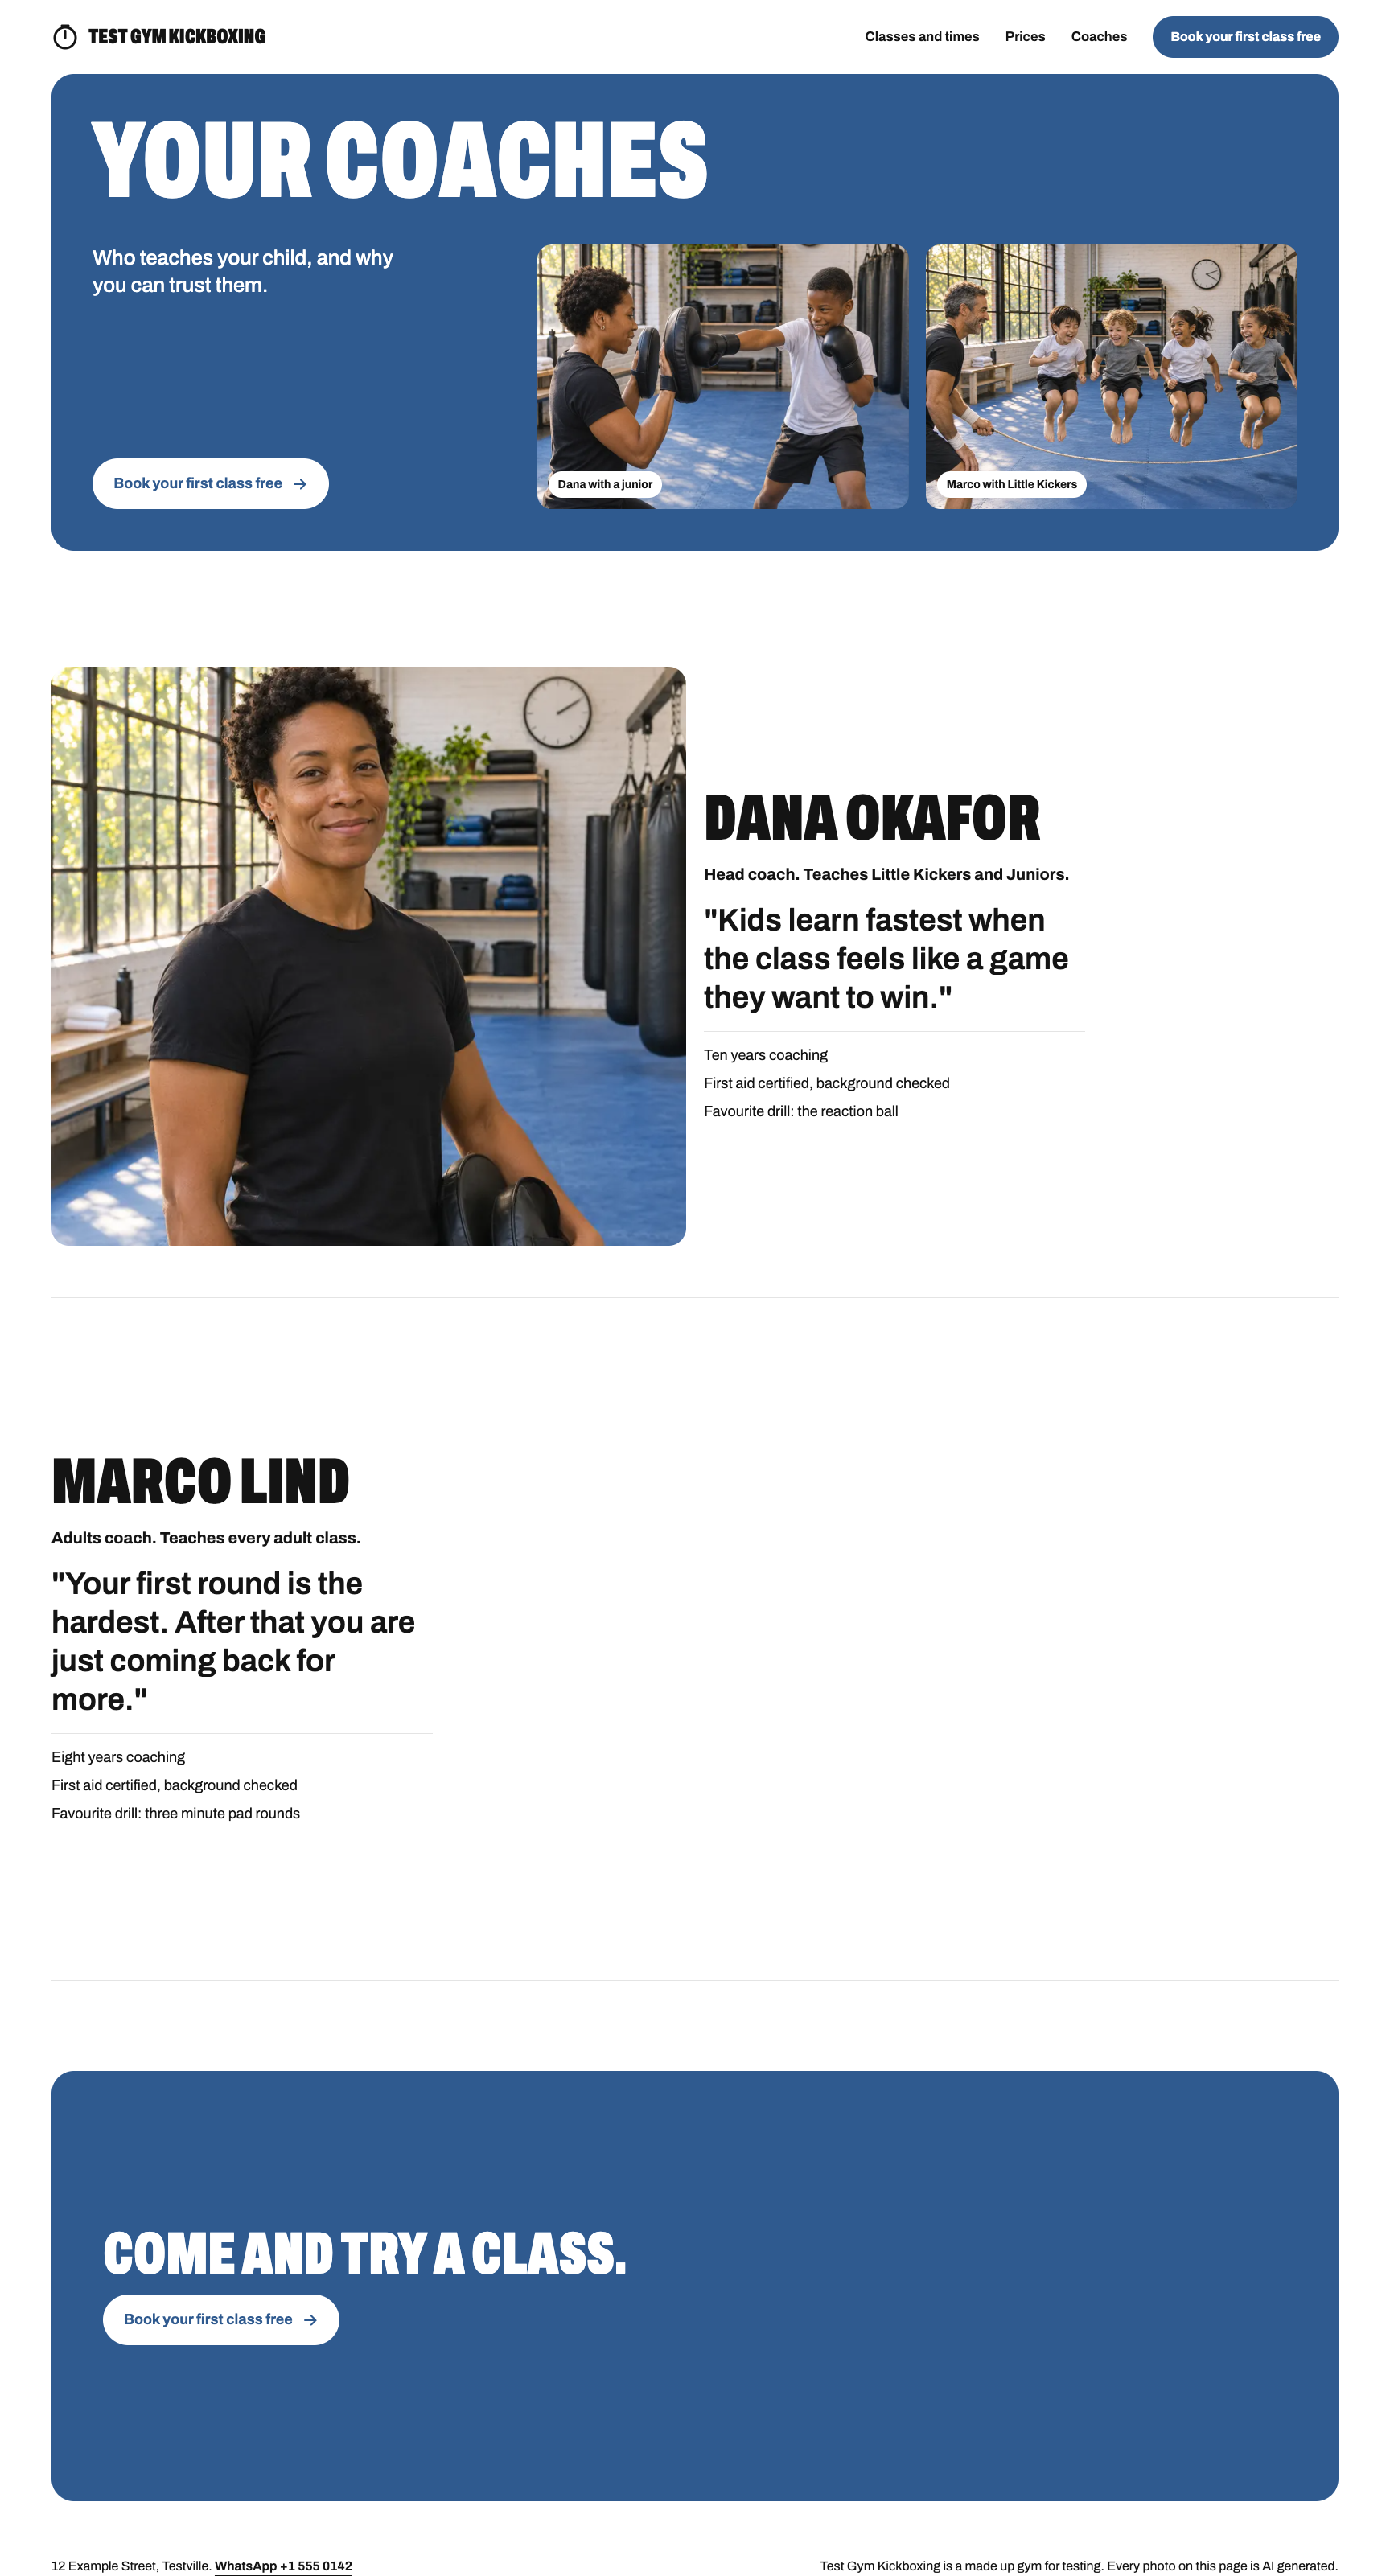 TEST GYM KICKBOXING
Classes and times
Prices
Coaches
Book your first class free
YOUR COACHES
Who teaches your child, and why
you can trust them.
Book your first class free
Dana with a junior
Marco with Little Kickers
DANA OKAFOR
Head coach. Teaches Little Kickers and Juniors.
"Kids learn fastest when
the class feels like a game
they want to win."
Ten years coaching
First aid certified, background checked
Favourite drill: the reaction ball
MARCO LIND
Adults coach. Teaches every adult class.
"Your first round is the
hardest. After that you are
just coming back for
more."
Eight years coaching
First aid certified, background checked
Favourite drill: three minute pad rounds
COME AND TRY A CLASS.
Book your first class free
12 Example Street, Testville. WhatsApp +1 555 0142
Test Gym Kickboxing is a made up gym for testing. Every photo on this page is AI generated.